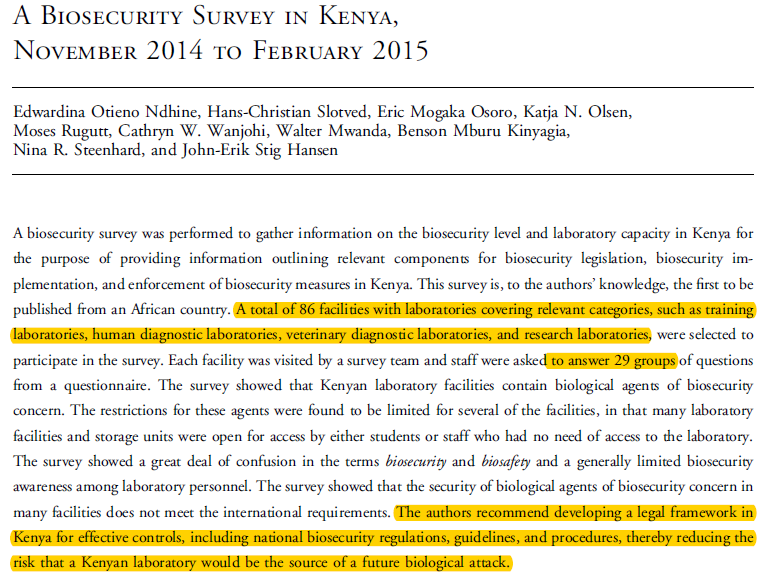 A Biosecurity Survey in Kenya,
November 2014 to February 2015
Edwardina Otieno Ndhine, Hans-Christian Slotved, Eric Mogaka Osoro, Katja N. Olsen,
Moses Rugutt, Cathryn W. Wanjohi, Walter Mwanda, Benson Mburu Kinyagia,
Nina R. Steenhard, and John-Erik Stig Hansen
A biosecurity survey was performed to gather information on the biosecurity level and laboratory capacity in Kenya for
the purpose of providing information outlining relevant components for biosecurity legislation, biosecurity im-
plementation, and enforcement of biosecurity measures in Kenya. This survey is, to the authors' knowledge, the first to be
published from an African country. A total of 86 facilities with laboratories covering relevant categories, such as training
laboratories, human diagnostic laboratories, veterinary diagnostic laboratories, and research laboratories, were selected to
participate in the survey. Each facility was visited by a survey team and staff were asked to answer 29 groups of questions
from a questionnaire. The survey showed that Kenyan laboratory facilities contain biological agents of biosecurity
concern. The restrictions for these agents were found to be limited for several of the facilities, in that many laboratory
facilities and storage units were open for access by either students or staff who had no need of access to the laboratory.
The survey showed a great deal of confusion in the terms biosecurity and biosafety and a generally limited biosecurity
awareness among laboratory personnel. The survey showed that the security of biological agents of biosecurity concern in
many facilities does not meet the international requirements. The authors recommend developing a legal framework in
Kenya for effective controls, including national biosecurity regulations, guidelines, and procedures, thereby reducing the
risk that a Kenyan laboratory would be the source of a future biological attack.